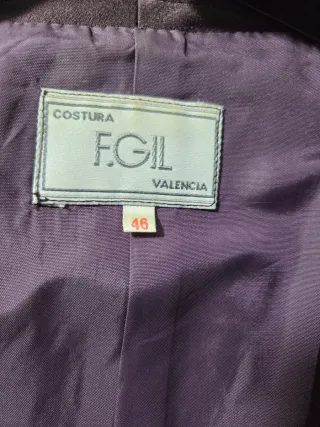 COSTURA
F.GIL
VALENCIA
46